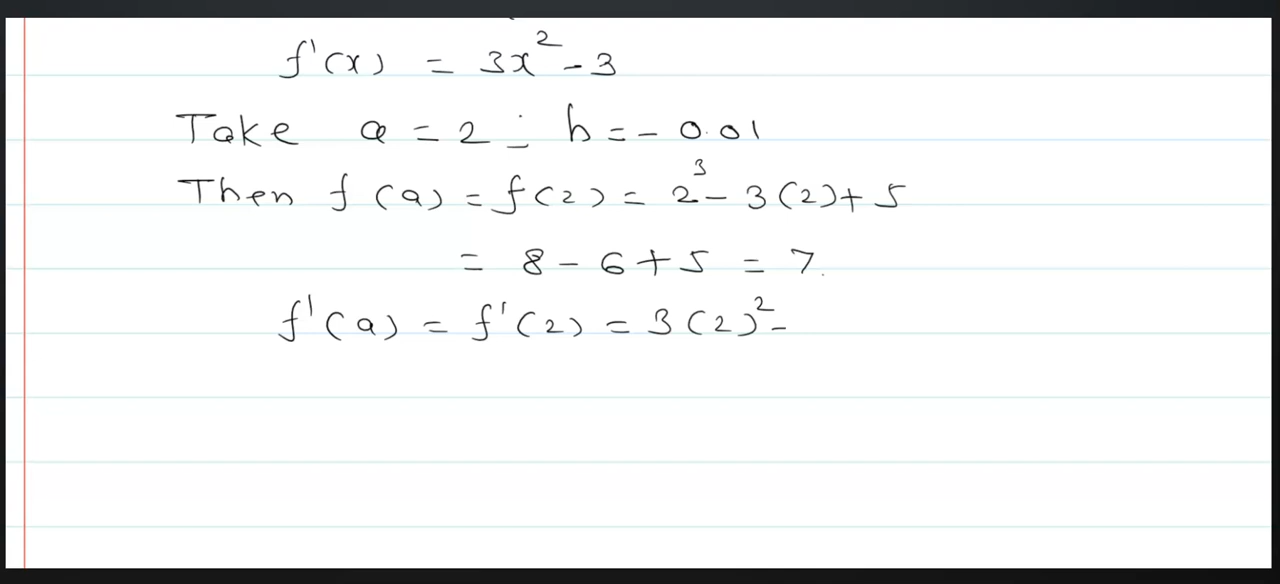 f'(x) = 3x² - 3
Take a = 2 ; h = - 0.01
Then f(a) = f(2) = 2³ - 3(2) + 5
= 8 - 6 + 5 = 7.
f'(a) = f'(2) = 3(2)² -